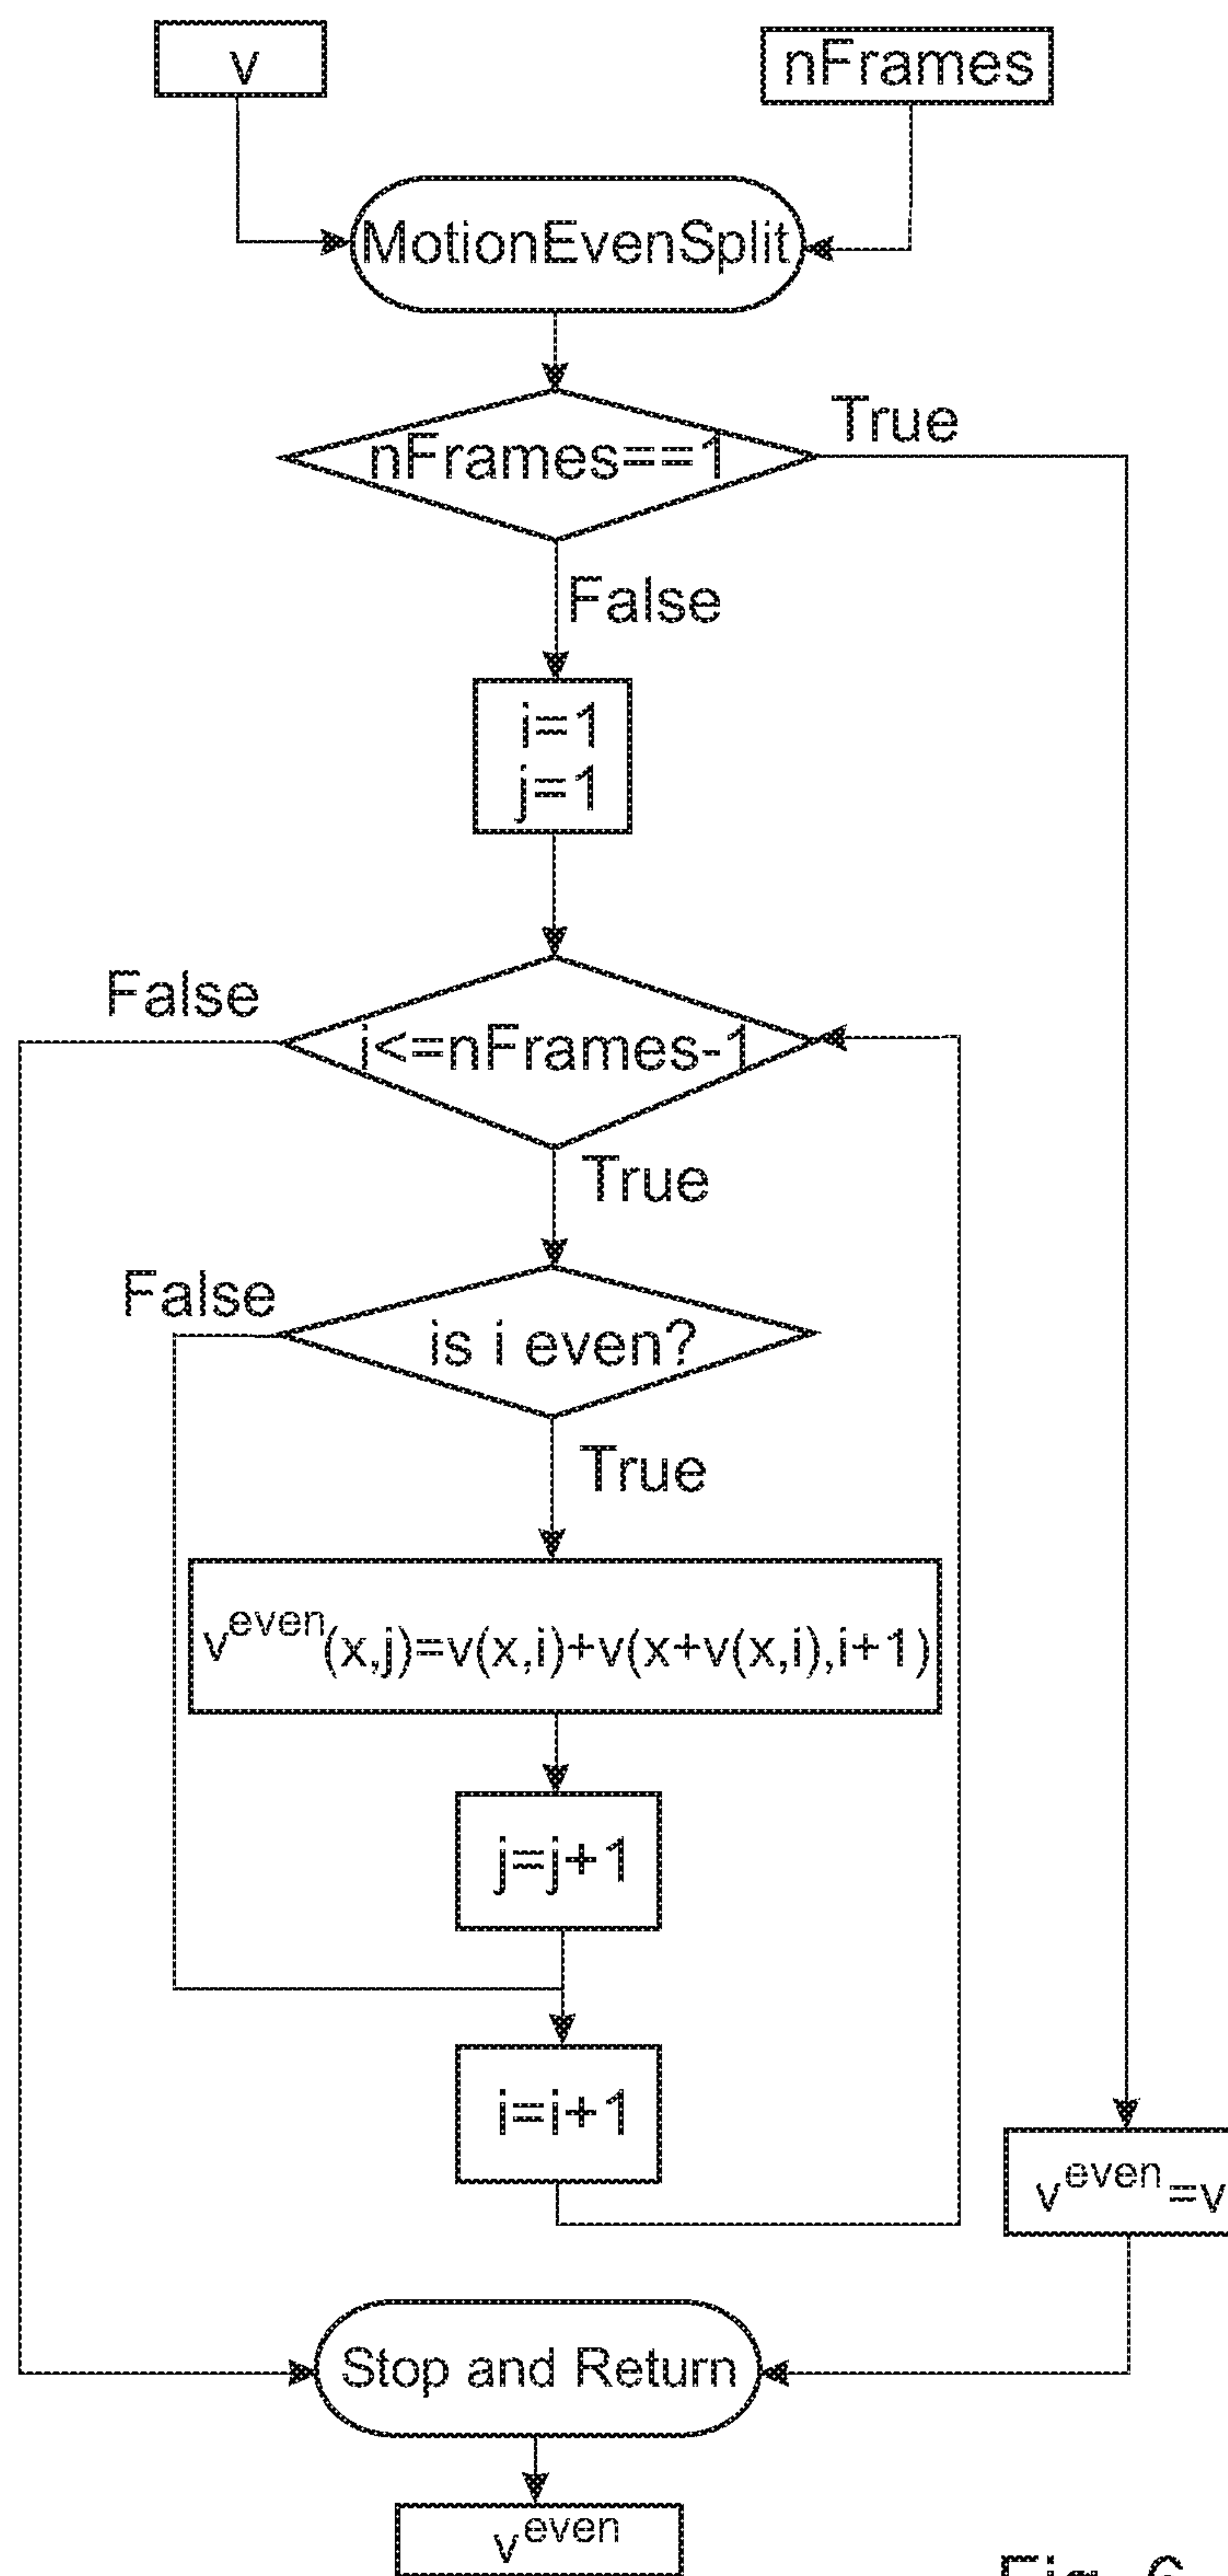 v
nFrames
MotionEvenSplit
nFrames==1
True
False
i=1
j=1
False
i<=nFrames-1
True
False
is i even?
True
v^even(x,j)=v(x,i)+v(x+v(x,i),i+1)
j=j+1
i=i+1
v^even=v
Stop and Return
v^even